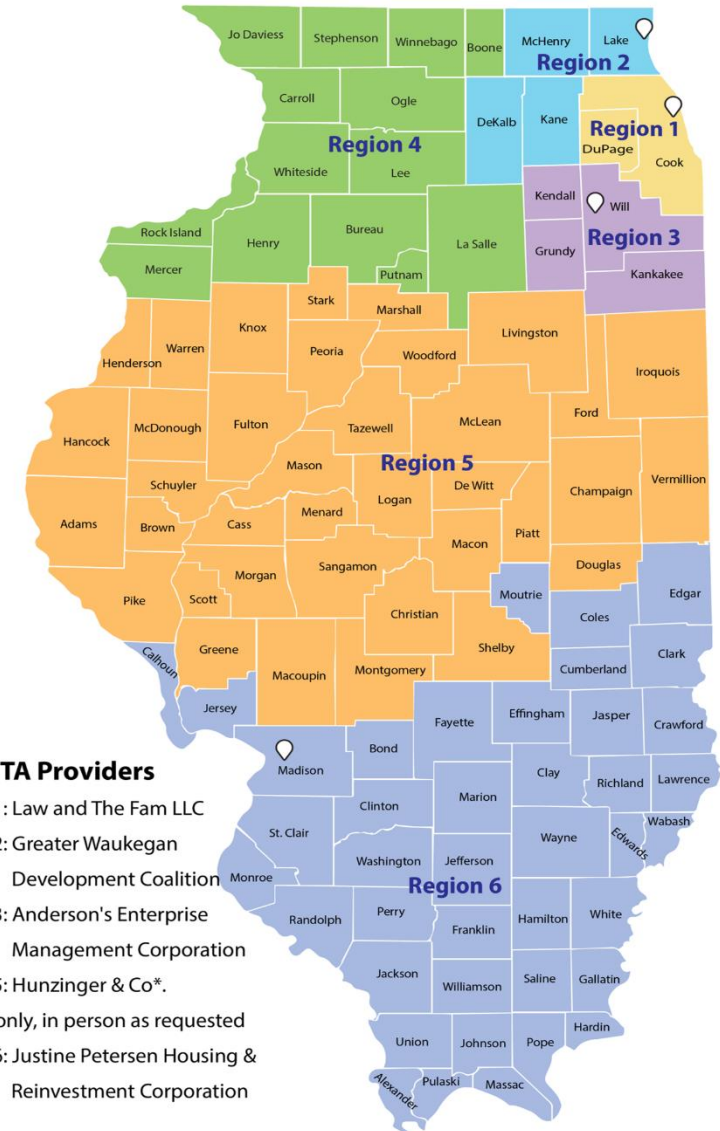 Jo Daviess
Stephenson
Winnebago
Boone
McHenry
Lake
Region 2
Carroll
Ogle
DeKalb
Kane
Region 1
DuPage
Cook
Region 4
Whiteside
Lee
Kendall
Will
Rock Island
Henry
Bureau
La Salle
Grundy
Region 3
Mercer
Putnam
Kankakee
Stark
Marshall
Henderson
Warren
Knox
Peoria
Woodford
Livingston
Iroquois
Hancock
McDonough
Fulton
Tazewell
McLean
Ford
Mason
Region 5
Schuyler
Logan
De Witt
Champaign
Vermillion
Adams
Brown
Cass
Menard
Macon
Piatt
Pike
Scott
Morgan
Sangamon
Christian
Moutrie
Douglas
Edgar
Coles
Calhoun
Greene
Macoupin
Montgomery
Shelby
Cumberland
Clark
Jersey
Fayette
Effingham
Jasper
Crawford
Madison
Bond
Clay
Richland
Lawrence
Clinton
Marion
Wabash
St. Clair
Wayne
Edwards
Washington
Jefferson
Monroe
Region 6
Randolph
Perry
Franklin
Hamilton
White
Jackson
Williamson
Saline
Gallatin
Union
Johnson
Pope
Hardin
Alexander
Pulaski
Massac
TA Providers
: Law and The Fam LLC
: Greater Waukegan
Development Coalition
: Anderson's Enterprise
Management Corporation
: Hunzinger & Co*.
only, in person as requested
: Justine Petersen Housing &
Reinvestment Corporation